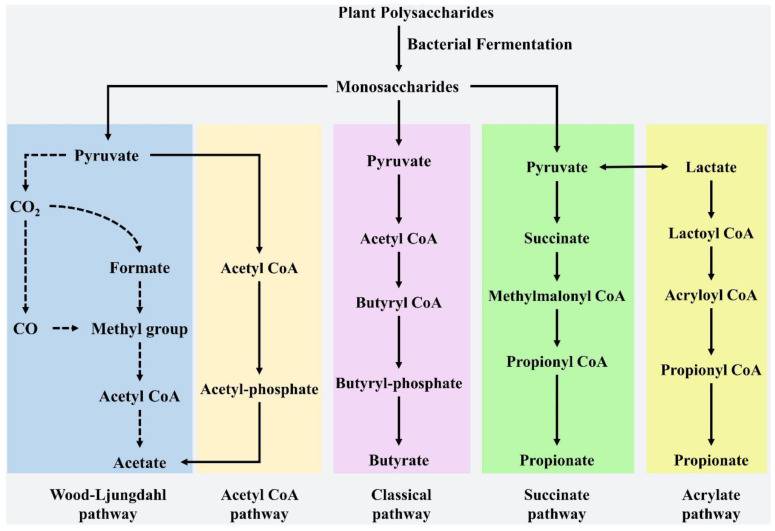 Plant Polysaccharides
Bacterial Fermentation
Monosaccharides
Pyruvate
CO2
Formate
CO
Methyl group
Acetyl CoA
Acetate
Wood-Ljungdahl
pathway
Acetyl CoA
Acetyl-phosphate
Acetyl CoA
pathway
Pyruvate
Acetyl CoA
Butyryl CoA
Butyryl-phosphate
Butyrate
Classical
pathway
Pyruvate
Succinate
Methylmalonyl CoA
Propionyl CoA
Propionate
Succinate
pathway
Lactate
Lactoyl CoA
Acryloyl CoA
Propionyl CoA
Propionate
Acrylate
pathway